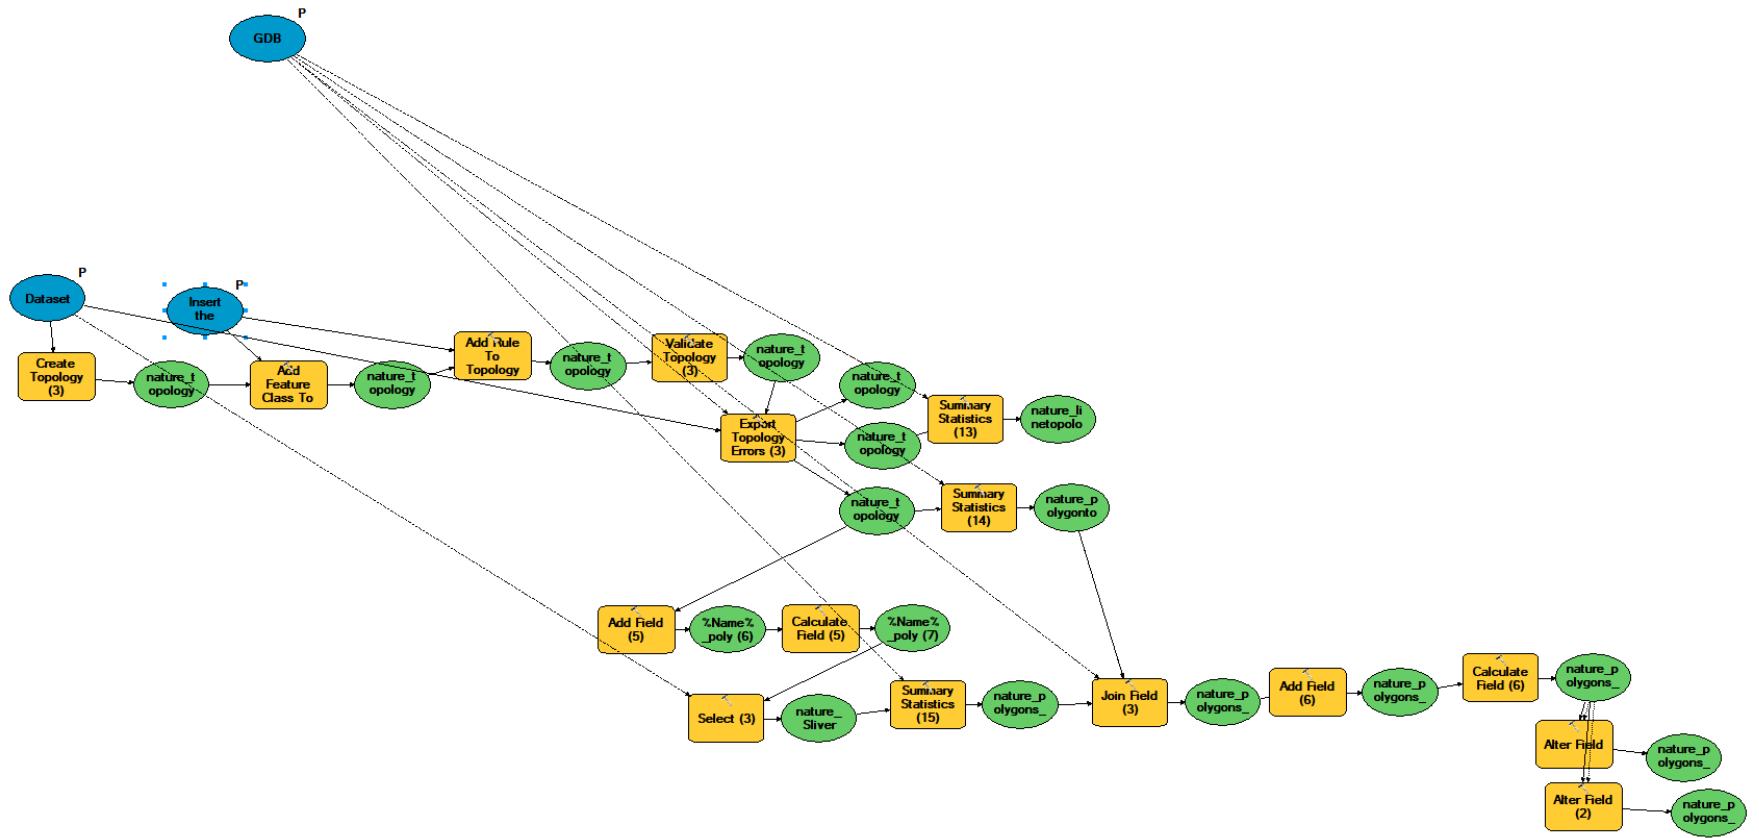 P
GDB
P
Dataset
P
Insert
the
Create
Topology
(3)
nature_t
opology
Add
Feature
Class To
nature_t
opology
Add Rule
To
Topology
nature_t
opology
Validate
Topology
(3)
nature_t
opology
Export
Topology
Errors (3)
nature_t
opology
nature_t
opology
nature_t
opology
Summary
Statistics
(13)
nature_li
netopolo
Summary
Statistics
(14)
nature_p
olygonto
Add Field
(5)
%Name%
_poly (6)
Calculate
Field (5)
%Name%
_poly (7)
Select (3)
nature_
Sliver
Summary
Statistics
(15)
nature_p
olygons_
Join Field
(3)
nature_p
olygons_
Add Field
(6)
nature_p
olygons_
Calculate
Field (6)
nature_p
olygons_
Alter Field
nature_p
olygons_
Alter Field
(2)
nature_p
olygons_